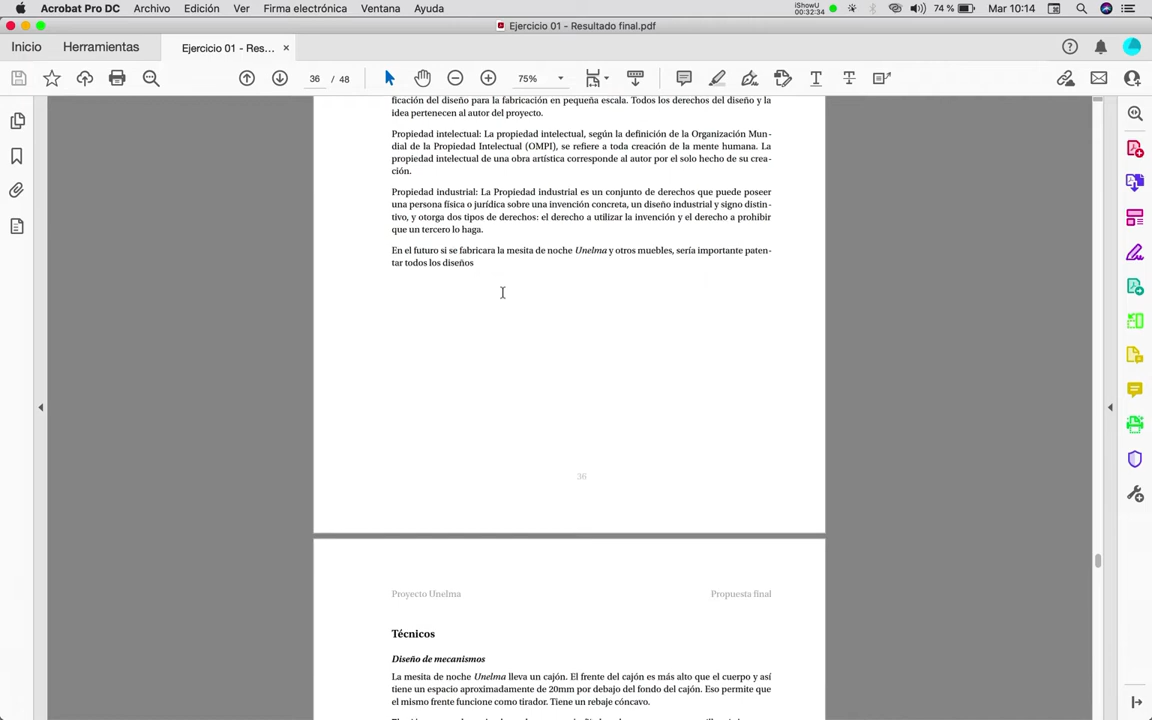 Acrobat Pro DC Archivo Edición Ver Firma electrónica Ventana Ayuda iShowU 00:32:34 74 % Mar 10:14
Ejercicio 01 - Resultado final.pdf
Inicio Herramientas Ejercicio 01 - Res... ×
36 / 48 75%
ficación del diseño para la fabricación en pequeña escala. Todos los derechos del diseño y la
idea pertenecen al autor del proyecto.
Propiedad intelectual: La propiedad intelectual, según la definición de la Organización Mun-
dial de la Propiedad Intelectual (OMPI), se refiere a toda creación de la mente humana. La
propiedad intelectual de una obra artística corresponde al autor por el solo hecho de su crea-
ción.
Propiedad industrial: La Propiedad industrial es un conjunto de derechos que puede poseer
una persona física o jurídica sobre una invención concreta, un diseño industrial y signo distin-
tivo, y otorga dos tipos de derechos: el derecho a utilizar la invención y el derecho a prohibir
que un tercero lo haga.
En el futuro si se fabricara la mesita de noche Unelma y otros muebles, sería importante paten-
tar todos los diseños
36
Proyecto Unelma Propuesta final
Técnicos
Diseño de mecanismos
La mesita de noche Unelma lleva un cajón. El frente del cajón es más alto que el cuerpo y así
tiene un espacio aproximadamente de 20mm por debajo del fondo del cajón. Eso permite que
el mismo frente funcione como tirador. Tiene un rebaje cóncavo.